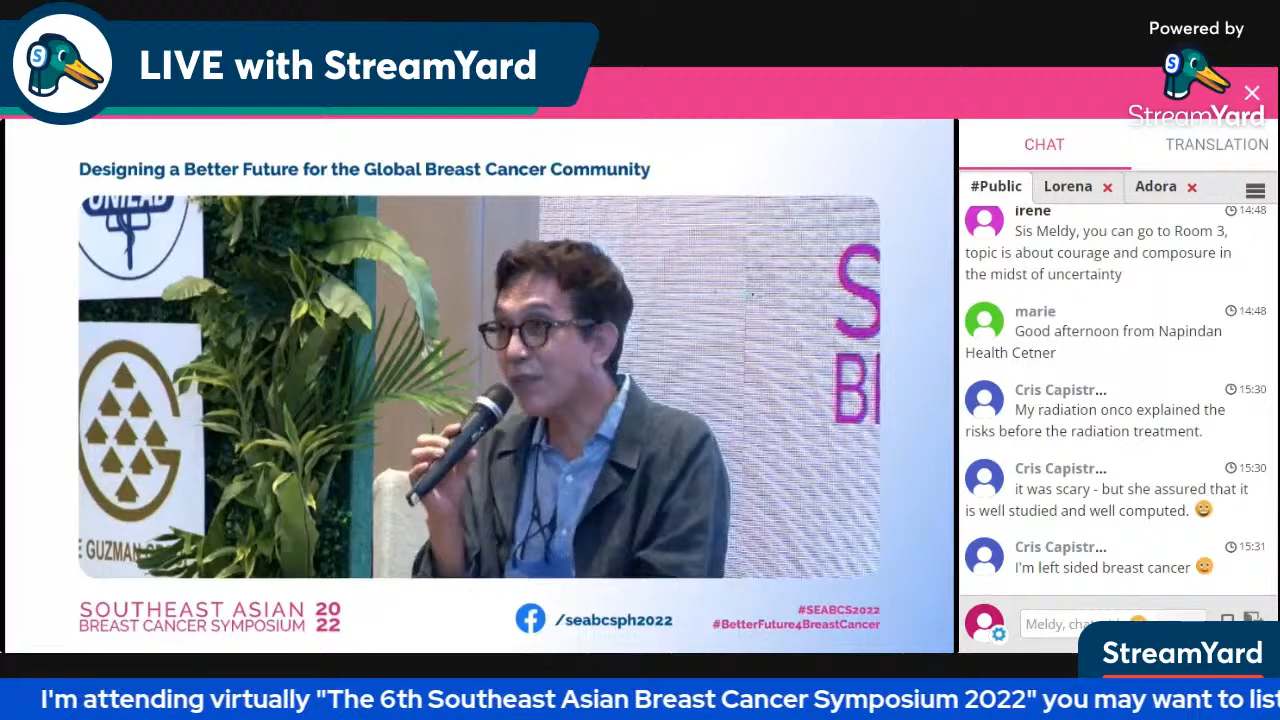 LIVE with StreamYard
Powered by
StreamYard
Designing a Better Future for the Global Breast Cancer Community
UNILAB
S
BI
E GUZMAN
SOUTHEAST ASIAN 20
BREAST CANCER SYMPOSIUM 22
/seabcsph2022
#SEABCS2022
#BetterFuture4BreastCancer
CHAT TRANSLATION
#Public Lorena Adora
irene 14:48
Sis Meldy, you can go to Room 3,
topic is about courage and composure in
the midst of uncertainty
marie 14:48
Good afternoon from Napindan
Health Cetner
Cris Capistr... 15:30
My radiation onco explained the
risks before the radiation treatment.
Cris Capistr... 15:30
it was scary - but she assured that it
is well studied and well computed.
Cris Capistr... 15:31
I'm left sided breast cancer
Meldy,
StreamYard
I'm attending virtually "The 6th Southeast Asian Breast Cancer Symposium 2022" you may want to list